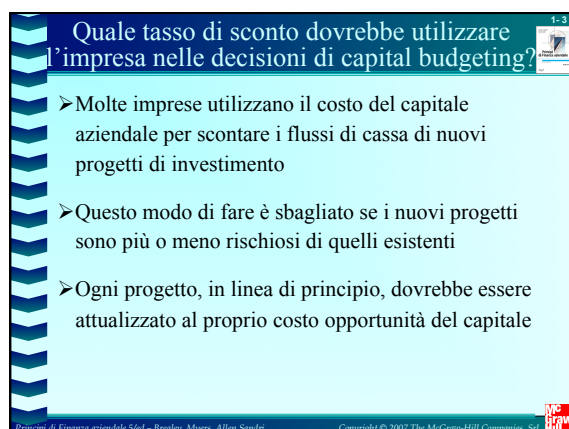 1- 3
Quale tasso di sconto dovrebbe utilizzare
l’impresa nelle decisioni di capital budgeting?
➢Molte imprese utilizzano il costo del capitale
aziendale per scontare i flussi di cassa di nuovi
progetti di investimento
➢Questo modo di fare è sbagliato se i nuovi progetti
sono più o meno rischiosi di quelli esistenti
➢Ogni progetto, in linea di principio, dovrebbe essere
attualizzato al proprio costo opportunità del capitale
Principi di Finanza aziendale 5/ed – Brealey, Myers, Allen Sandri
Copyright © 2007 The McGraw-Hill Companies, Srl